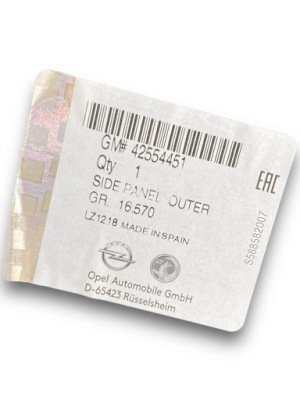 GM# 42554451
Qty 1
SIDE PANEL OUTER
GR. 16.570
LZ1218 MADE IN SPAIN
Opel Automobile GmbH
D-65423 Rüsselsheim
EAC
S588582007